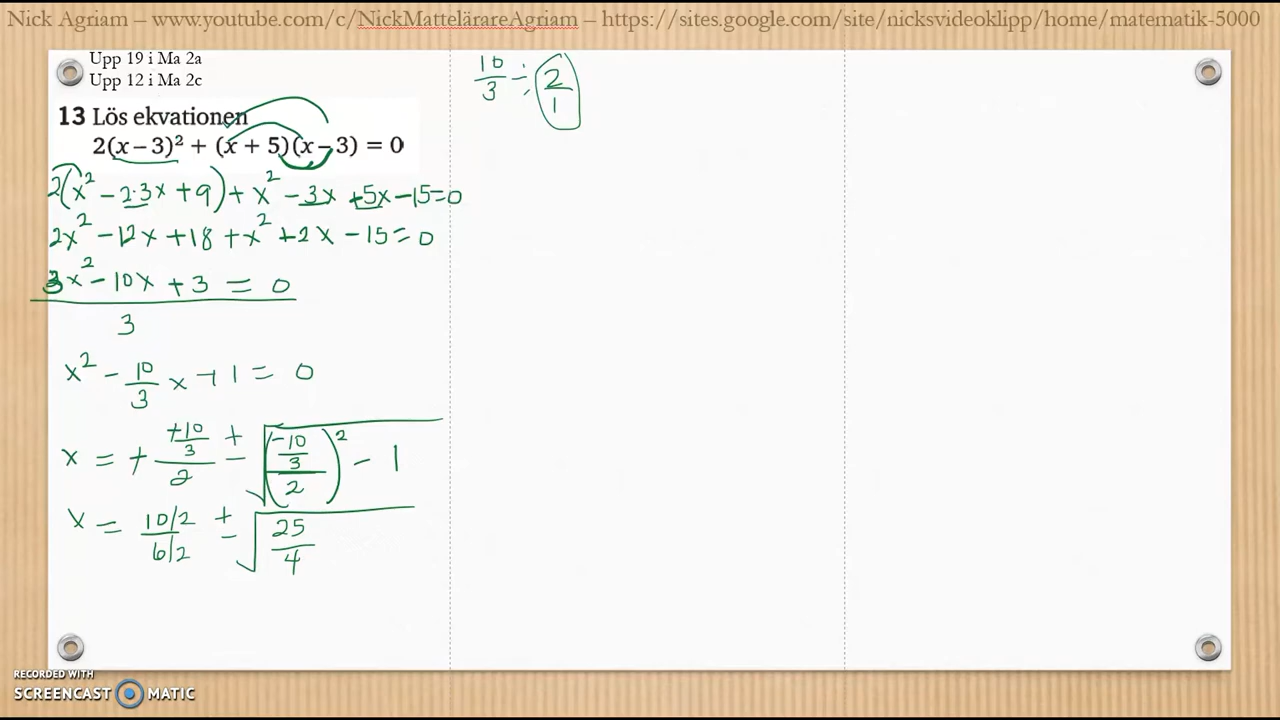 Nick Agriam – www.youtube.com/c/NickMattelärareAgriam – https://sites.google.com/site/nicksvideoklipp/home/matematik-5000
Upp 19 i Ma 2a
Upp 12 i Ma 2c
13 Lös ekvationen
2(x – 3)² + (x + 5)(x – 3) = 0
2(x² – 2·3x + 9) + x² – 3x + 5x – 15 = 0
2x² – 12x + 18 + x² + 2x – 15 = 0
3x² – 10x + 3 = 0
3
x² – 10/3 x + 1 = 0
x = + (+10/3)/2 ± √((–10/3)/2)² – 1
x = 10/2 / 6/2 ± √25/4
10/3 ÷ 2/1
RECORDED WITH
SCREENCAST MATIC